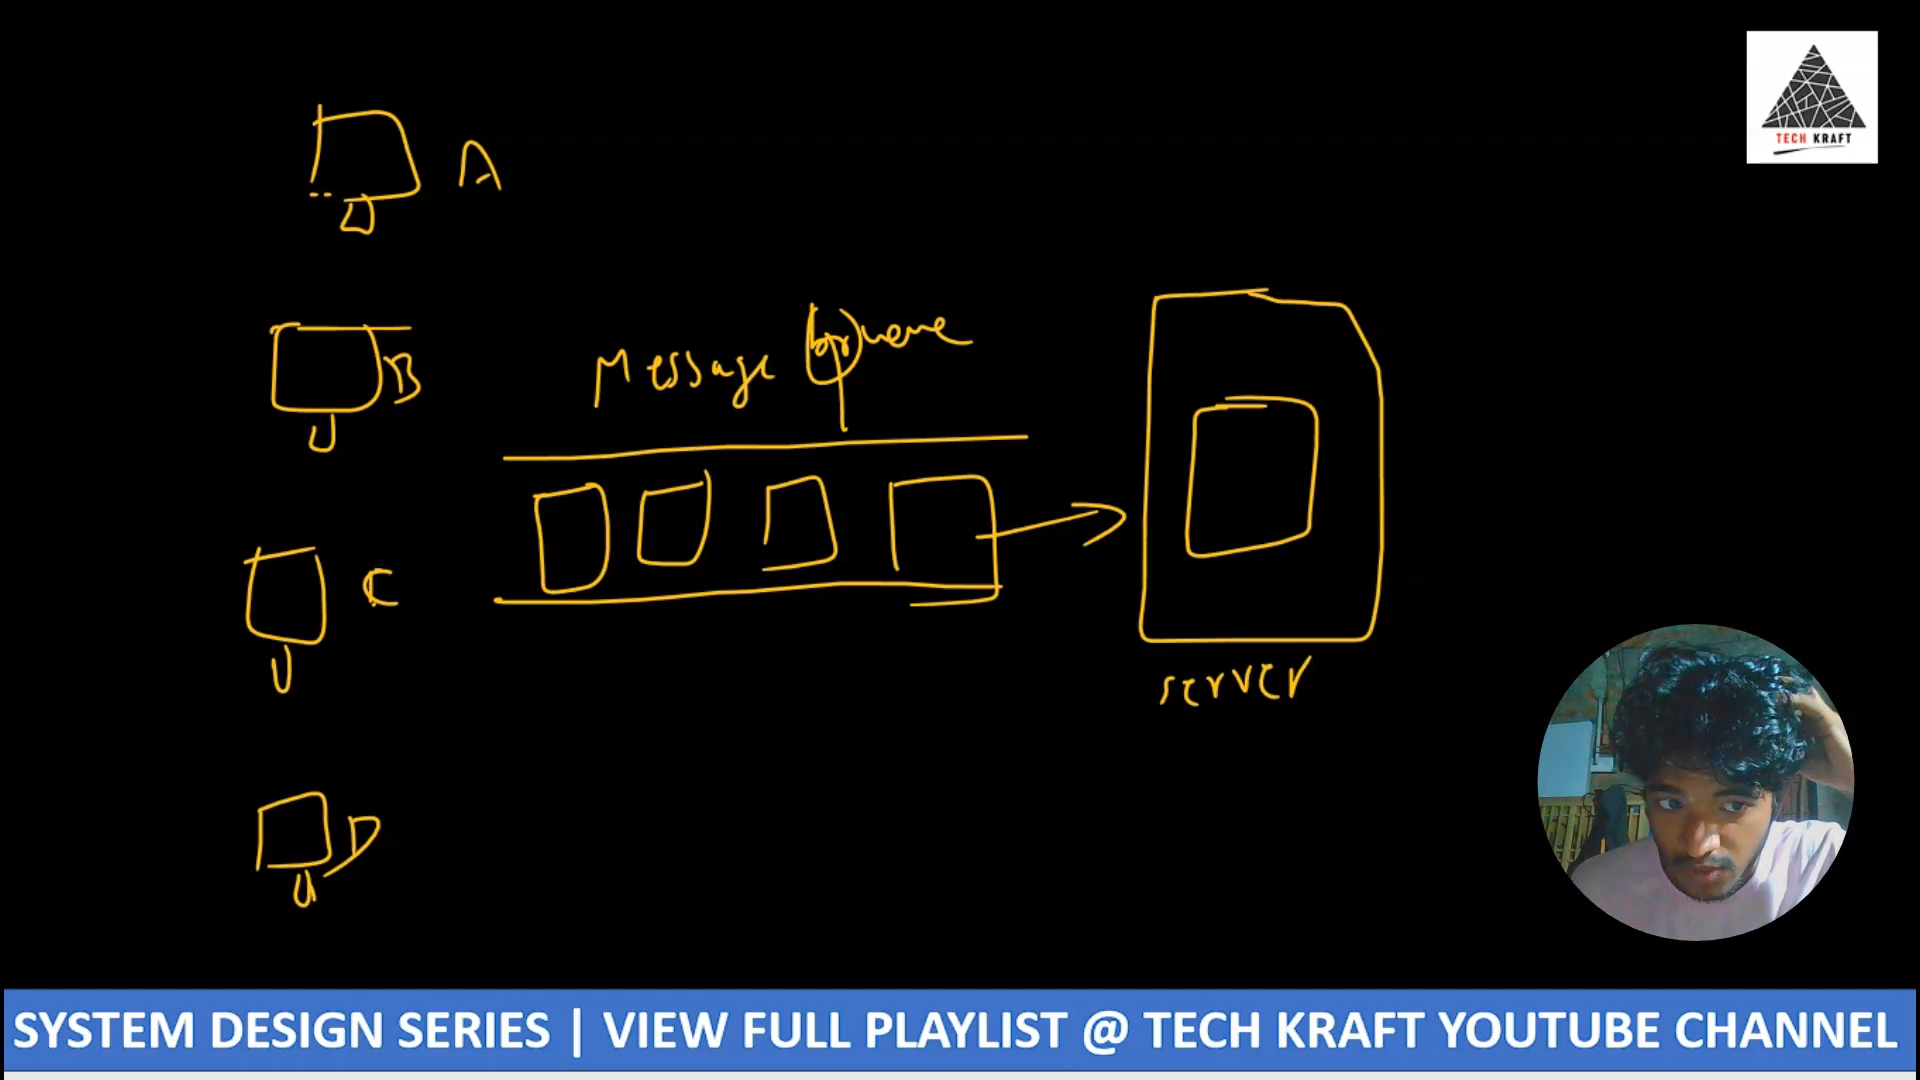 TECH KRAFT
A
B
Message Queue
C
server
D
SYSTEM DESIGN SERIES | VIEW FULL PLAYLIST @ TECH KRAFT YOUTUBE CHANNEL